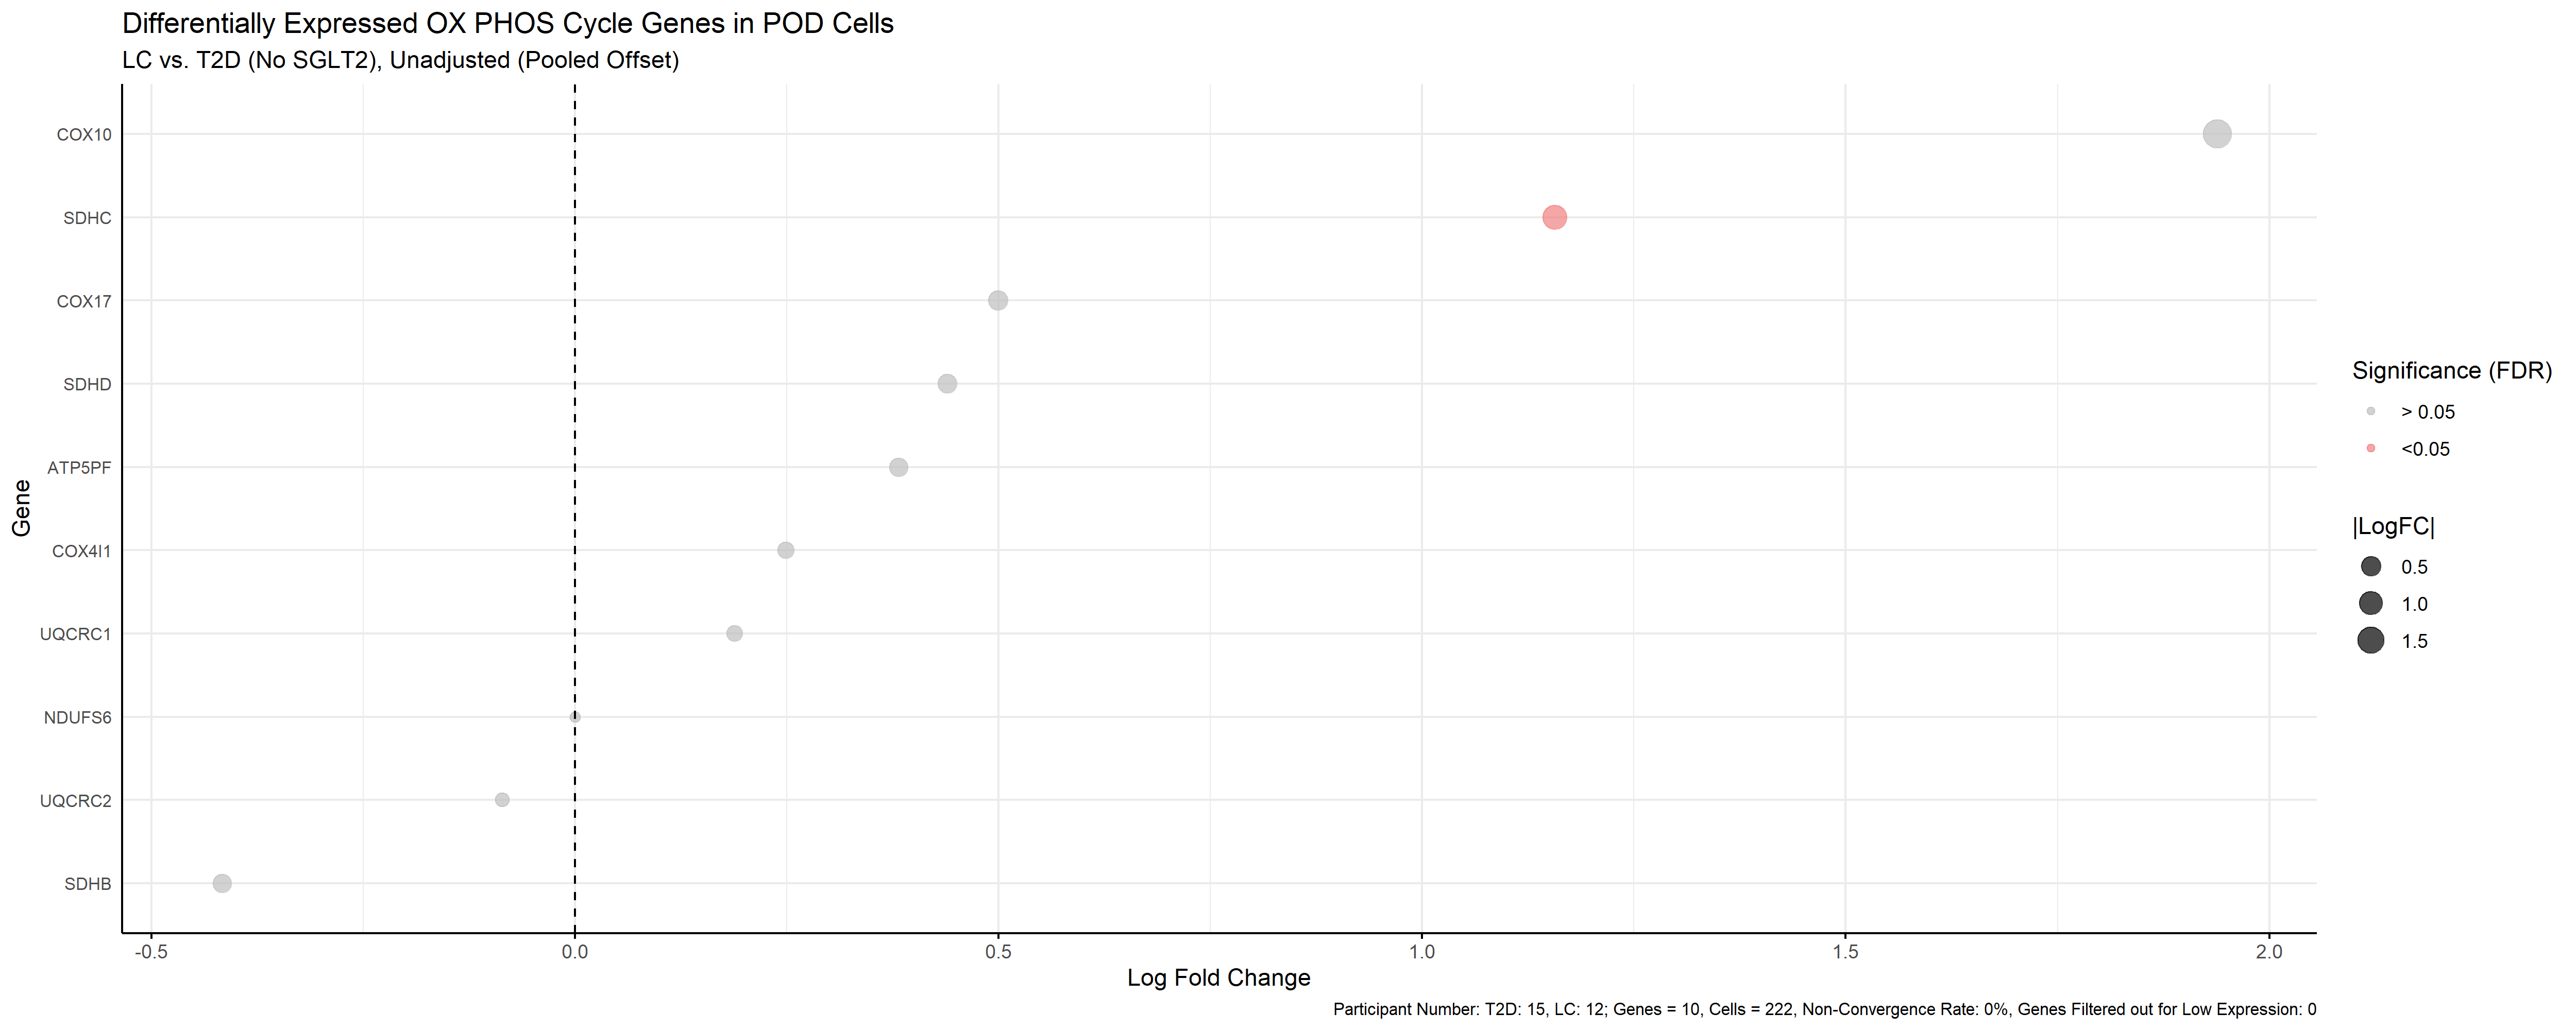 Differentially Expressed OX PHOS Cycle Genes in POD Cells
LC vs. T2D (No SGLT2), Unadjusted (Pooled Offset)
Gene
COX10
SDHC
COX17
SDHD
ATP5PF
COX4I1
UQCRC1
NDUFS6
UQCRC2
SDHB
-0.5
0.0
0.5
1.0
1.5
2.0
Log Fold Change
Significance (FDR)
> 0.05
<0.05
|LogFC|
0.5
1.0
1.5
Participant Number: T2D: 15, LC: 12; Genes = 10, Cells = 222, Non-Convergence Rate: 0%, Genes Filtered out for Low Expression: 0